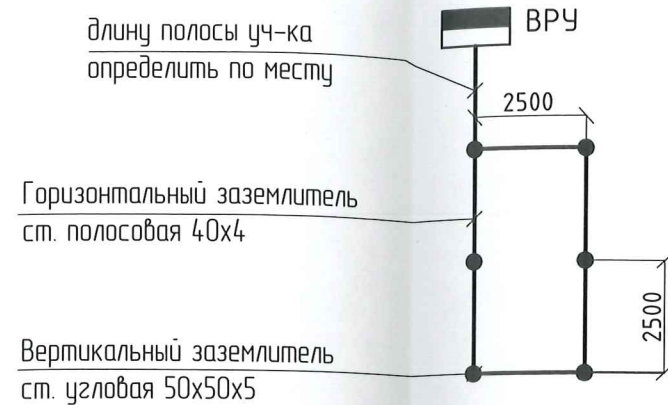 длину полосы уч-ка
определить по месту
ВРУ
2500
Горизонтальный заземлитель
ст. полосовая 40х4
2500
Вертикальный заземлитель
ст. угловая 50х50х5